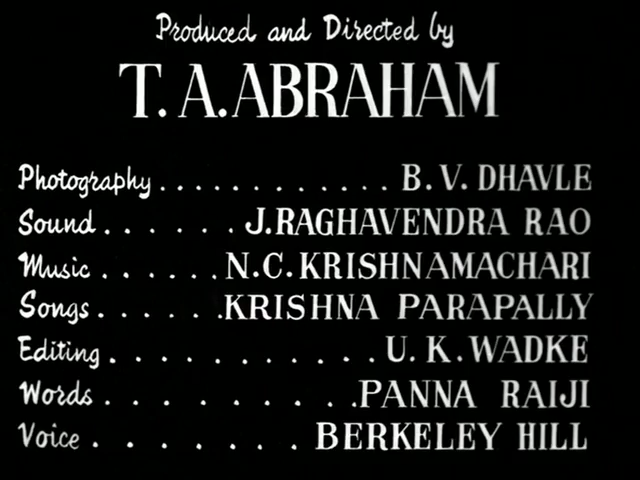 Produced and Directed by
T. A. ABRAHAM
Photography . . . . . . . . . . . . B. V. DHAVLE
Sound . . . . . . J. RAGHAVENDRA RAO
Music . . . . . . N. C. KRISHNAMACHARI
Songs . . . . . . KRISHNA PARAPALLY
Editing . . . . . . . . . . . . U. K. WADKE
Words . . . . . . . . . PANNA RAIJI
Voice . . . . . . . BERKELEY HILL